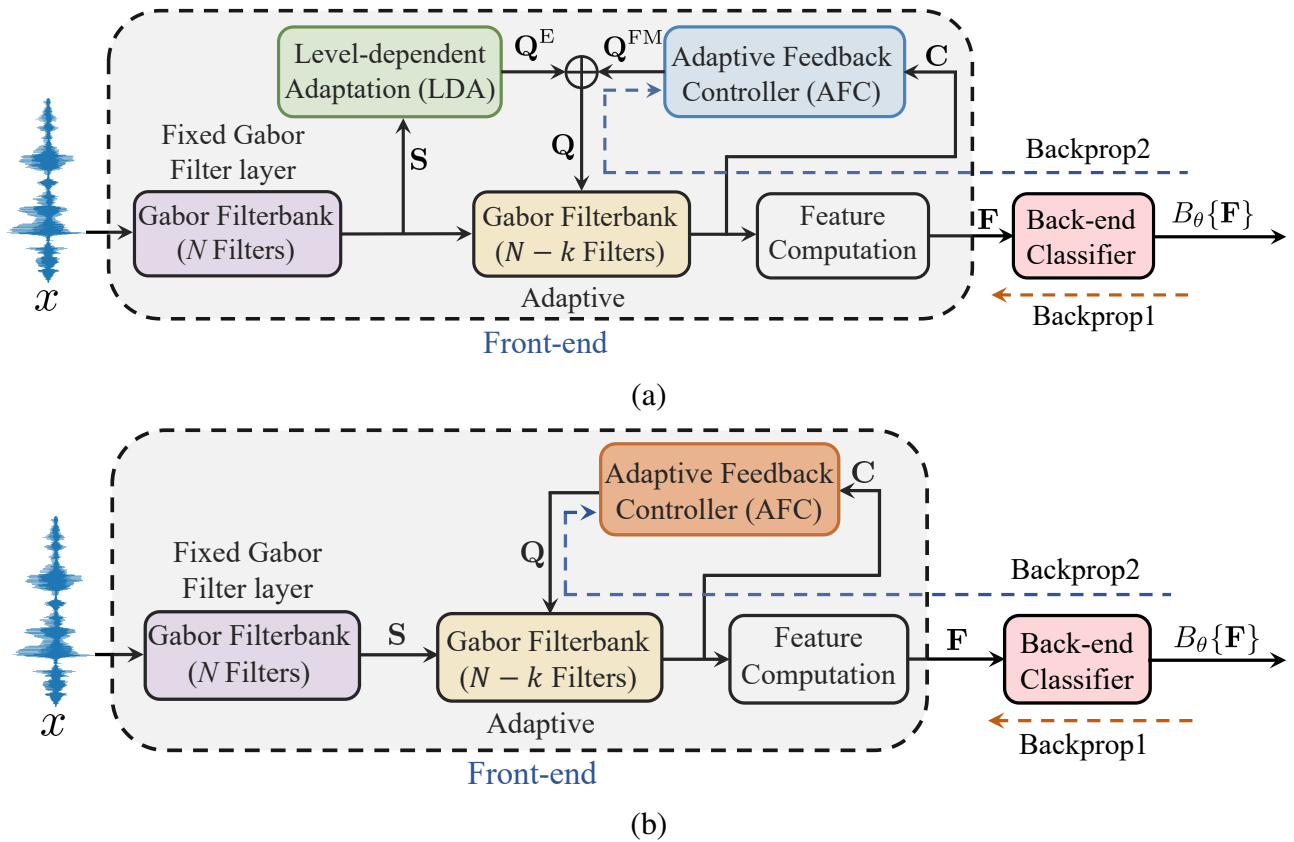 Level-dependent
Adaptation (LDA)
Q^E
Q^FM
Adaptive Feedback
Controller (AFC)
C
Fixed Gabor
Filter layer
S
Q
Backprop2
Gabor Filterbank
(N Filters)
Gabor Filterbank
(N − k Filters)
Adaptive
Feature
Computation
F
Back-end
Classifier
B_θ{F}
x
Backprop1
Front-end
(a)
Adaptive Feedback
Controller (AFC)
C
Q
Fixed Gabor
Filter layer
Backprop2
Gabor Filterbank
(N Filters)
S
Gabor Filterbank
(N − k Filters)
Adaptive
Feature
Computation
F
Back-end
Classifier
B_θ{F}
x
Backprop1
Front-end
(b)